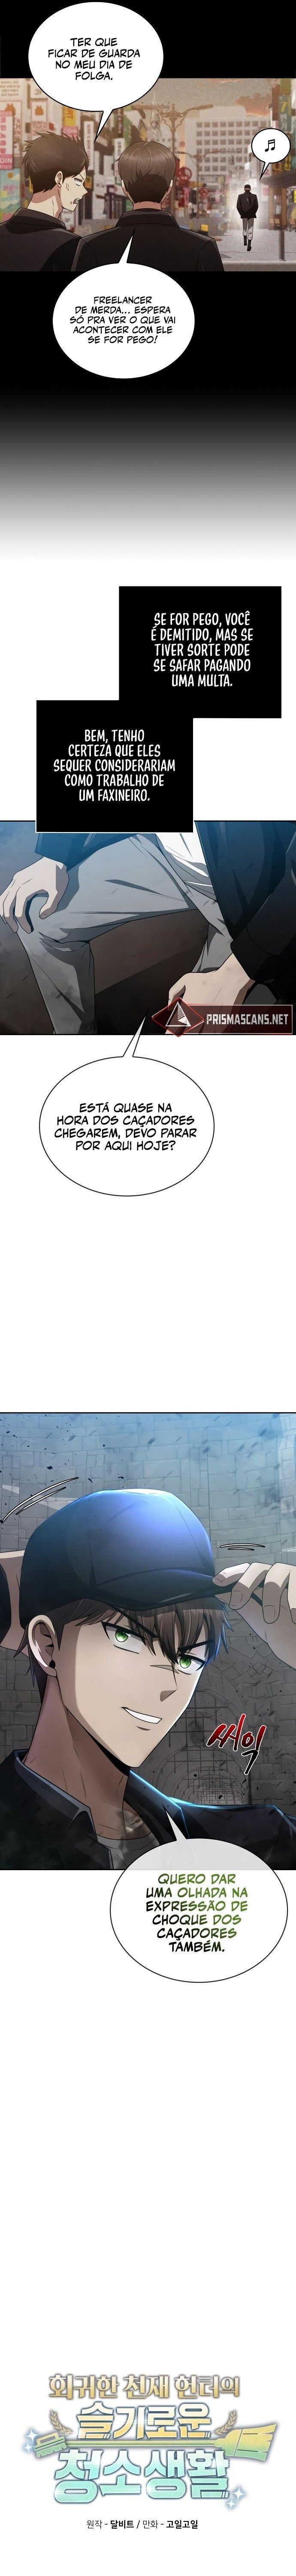 TER QUE
FICAR DE GUARDA
NO MEU DIA DE
FOLGA.
FREELANCER
DE MERDA... ESPERA
SÓ PRA VER O QUE VAI
ACONTECER COM ELE
SE FOR PEGO!
SE FOR PEGO, VOCÊ
É DEMITIDO, MAS SE
TIVER SORTE PODE
SE SAFAR PAGANDO
UMA MULTA.
BEM, TENHO
CERTEZA QUE ELES
SEQUER CONSIDERARIAM
COMO TRABALHO DE
UM FAXINEIRO.
PRISMASCANS.NET
ESTÁ QUASE NA
HORA DOS CAÇADORES
CHEGAREM, DEVO PARAR
POR AQUI HOJE?
씨익
QUERO DAR
UMA OLHADA NA
EXPRESSÃO DE
CHOQUE DOS
CAÇADORES
TAMBÉM.
회귀한 천재 헌터의
슬기로운
청소생활
원작 - 달비트 / 만화 - 고일고일